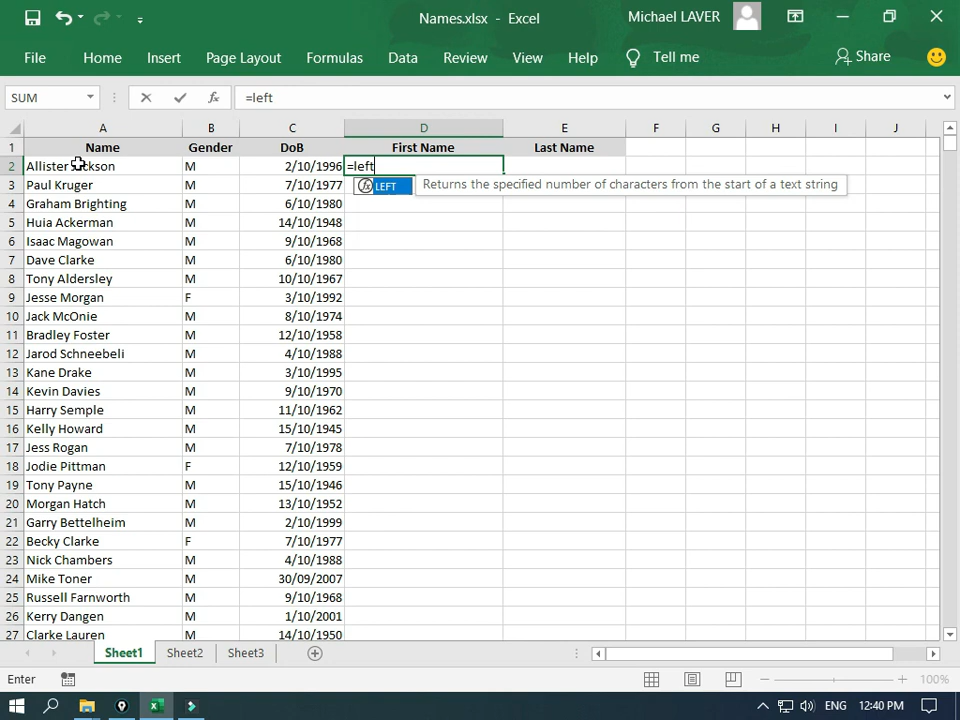 Names.xlsx - Excel
Michael LAVER
File Home Insert Page Layout Formulas Data Review View Help Tell me Share
SUM fx =left
A B C D E F G H I J
1 Name Gender DoB First Name Last Name
2 M 2/10/1996 =left
fx LEFT Returns the specified number of characters from the start of a text string
3 Paul Kruger M 7/10/1977
4 Graham Brighting M 6/10/1980
5 Huia Ackerman M 14/10/1948
6 Isaac Magowan M 9/10/1968
7 Dave Clarke M 6/10/1980
8 Tony Aldersley M 10/10/1967
9 Jesse Morgan F 3/10/1992
10 Jack McOnie M 8/10/1974
11 Bradley Foster M 12/10/1958
12 Jarod Schneebeli M 4/10/1988
13 Kane Drake M 3/10/1995
14 Kevin Davies M 9/10/1970
15 Harry Semple M 11/10/1962
16 Kelly Howard M 15/10/1945
17 Jess Rogan M 7/10/1978
18 Jodie Pittman F 12/10/1959
19 Tony Payne M 15/10/1946
20 Morgan Hatch M 13/10/1952
21 Garry Bettelheim M 2/10/1999
22 Becky Clarke F 7/10/1977
23 Nick Chambers M 4/10/1988
24 Mike Toner M 30/09/2007
25 Russell Farnworth M 9/10/1968
26 Kerry Dangen M 1/10/2001
27 Clarke Lauren M 14/10/1950
Sheet1 Sheet2 Sheet3
Enter 100%
ENG 12:40 PM